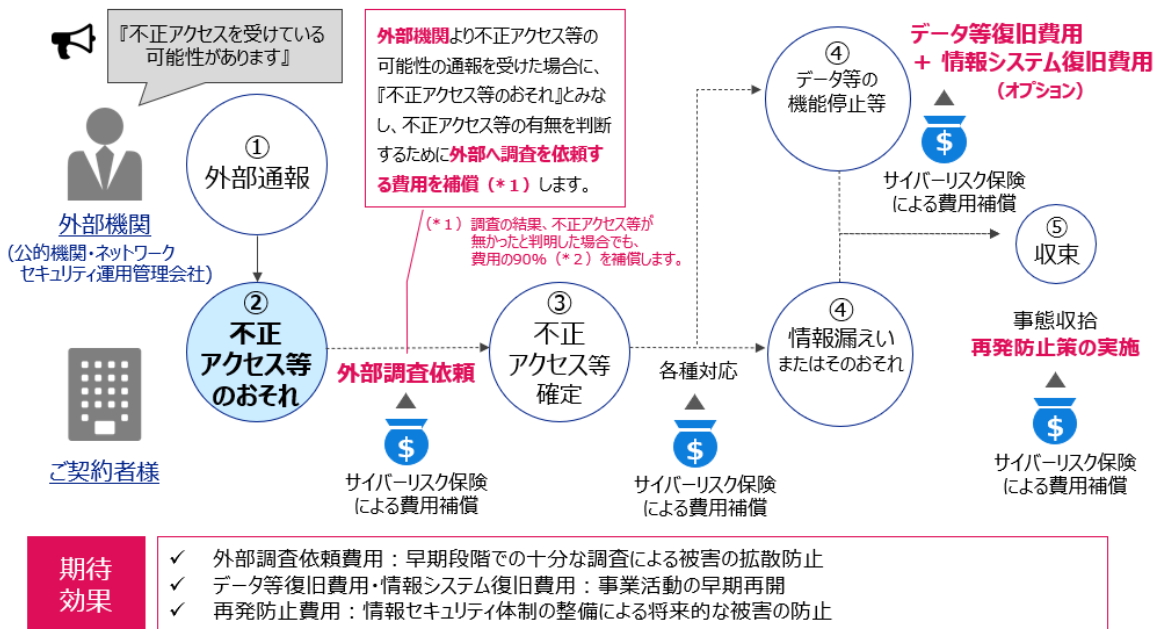 『不正アクセスを受けている
可能性があります』
外部機関
(公的機関・ネットワーク
セキュリティ運用管理会社)
①
外部通報
外部機関より不正アクセス等の
可能性の通報を受けた場合に、
『不正アクセス等のおそれ』とみな
し、不正アクセス等の有無を判断
するために外部へ調査を依頼す
る費用を補償（*1）します。
（*1）調査の結果、不正アクセス等が
無かったと判明した場合でも、
費用の90%（*2）を補償します。
④
データ等の
機能停止等
データ等復旧費用
+ 情報システム復旧費用
（オプション）
$
サイバーリスク保険
による費用補償
⑤
収束
ご契約者様
②
不正
アクセス等
のおそれ
外部調査依頼
$
サイバーリスク保険
による費用補償
③
不正
アクセス等
確定
各種対応
$
サイバーリスク保険
による費用補償
④
情報漏えい
またはそのおそれ
事態収拾
再発防止策の実施
$
サイバーリスク保険
による費用補償
期待
効果
✓ 外部調査依頼費用：早期段階での十分な調査による被害の拡散防止
✓ データ等復旧費用・情報システム復旧費用：事業活動の早期再開
✓ 再発防止費用：情報セキュリティ体制の整備による将来的な被害の防止